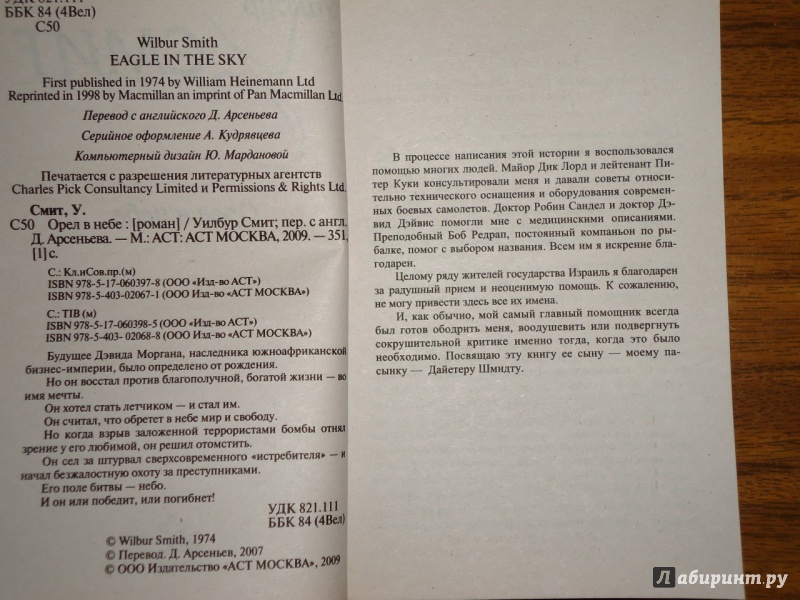 УДК 821.111
ББК 84 (4Вел)
С50
Wilbur Smith
EAGLE IN THE SKY
First published in 1974 by William Heinemann Ltd
Reprinted in 1998 by Macmillan an imprint of Pan Macmillan Ltd
Перевод с английского Д. Арсеньева
Серийное оформление А. Кудрявцева
Компьютерный дизайн Ю. Мардановой
Печатается с разрешения литературных агентств
Charles Pick Consultancy Limited и Permissions & Rights Ltd.
Смит, У.
С50 Орел в небе : [роман] / Уилбур Смит; пер. с англ.
Д. Арсеньева. — М.: АСТ: АСТ МОСКВА, 2009. — 351,
[1] с.
С.: Кл.иСов.пр.(м)
ISBN 978-5-17-060397-8 (ООО «Изд-во АСТ»)
ISBN 978-5-403-02067-1 (ООО Изд-во «АСТ МОСКВА»)
С.: TIB (м)
ISBN 978-5-17-060398-5 (ООО «Изд-во АСТ»)
ISBN 978-5-403- 02068-8 (ООО Изд-во «АСТ МОСКВА»)
Будущее Дэвида Моргана, наследника южноафриканской
бизнес-империи, было определено от рождения.
Но он восстал против благополучной, богатой жизни — во
имя мечты.
Он хотел стать летчиком — и стал им.
Он считал, что обретет в небе мир и свободу.
Но когда взрыв заложенной террористами бомбы отнял
зрение у его любимой, он решил отомстить.
Он сел за штурвал сверхсовременного «истребителя» — и
начал безжалостную охоту за преступниками.
Его поле битвы — небо.
И он или победит, или погибнет!
УДК 821.111
ББК 84 (4Вел)
© Wilbur Smith, 1974
© Перевод. Д. Арсеньев, 2007
© ООО Издательство «АСТ МОСКВА», 2009
В процессе написания этой истории я воспользовался
помощью многих людей. Майор Дик Лорд и лейтенант Пи-
тер Куки консультировали меня и давали советы относи-
тельно технического оснащения и оборудования современ-
ных боевых самолетов. Доктор Робин Сандел и доктор Дэ-
вид Дэйвис помогли мне с медицинскими описаниями.
Преподобный Боб Редрап, постоянный компаньон по ры-
балке, помог с выбором названия. Всем им я искренне бла-
годарен.
Целому ряду жителей государства Израиль я благодарен
за радушный прием и неоценимую помощь. К сожалению,
не могу привести здесь все их имена.
И, как обычно, мой самый главный помощник всегда
был готов ободрить меня, воодушевить или подвергнуть
сокрушительной критике именно тогда, когда это было
необходимо. Посвящаю эту книгу ее сыну — моему па-
сынку — Дайетеру Шмидту.
Лабиринт.ру